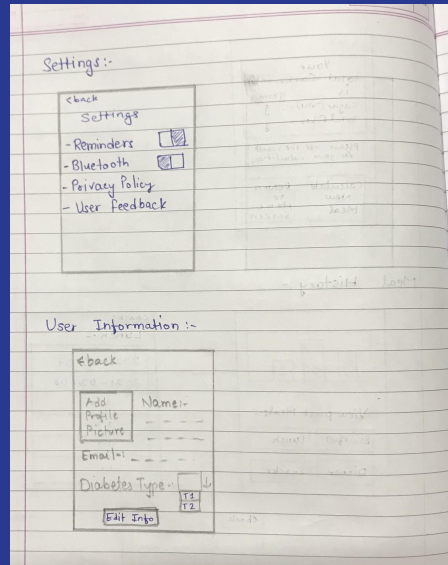 Settings:-
<back
Settings
- Reminders
- Bluetooth
- Privacy Policy
- User feedback
User Information :-
<back
Add Name:-
Profile
Picture
Email-:
Diabetes Type -:
T1
T2
Edit Info